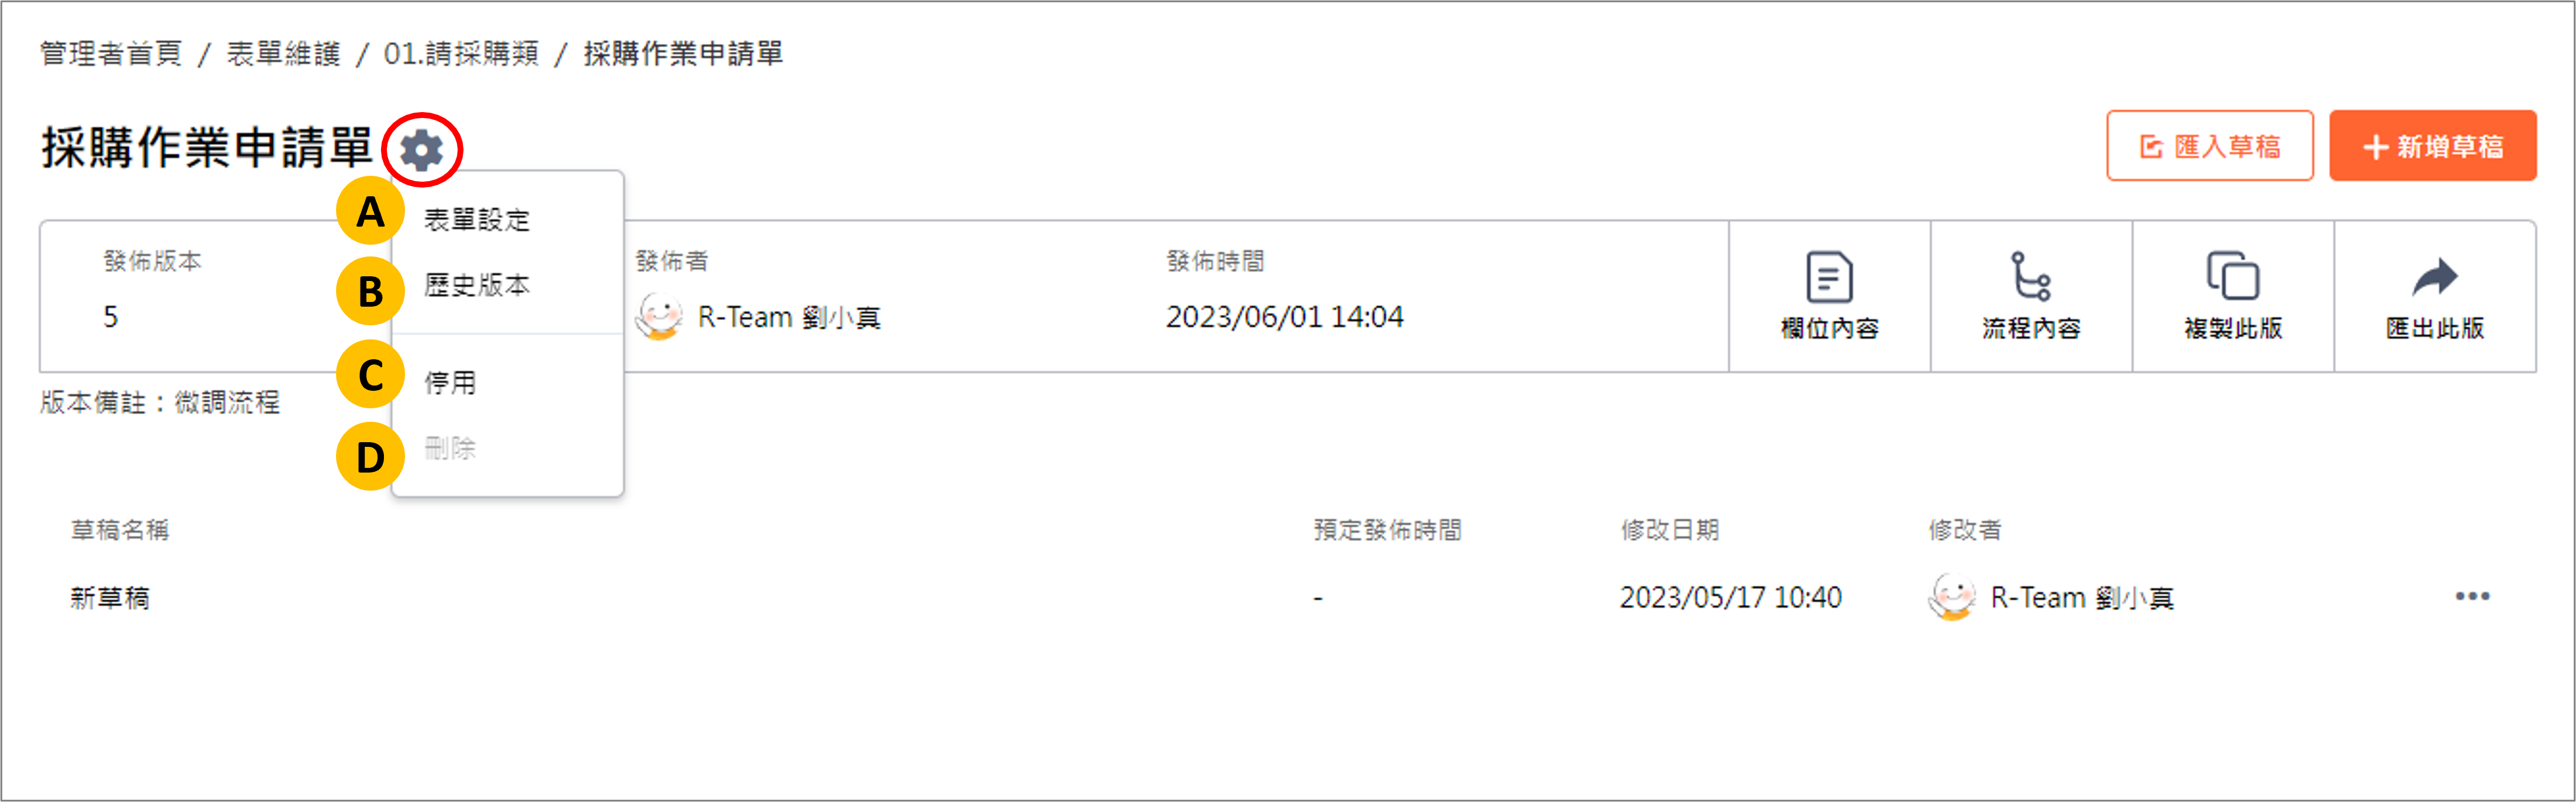 管理者首頁 / 表單維護 / 01.請採購類 / 採購作業申請單
採購作業申請單
匯入草稿
新增草稿
A 表單設定
B 歷史版本
C 停用
D 刪除
發佈版本 發佈者 發佈時間
5 R-Team 劉小真 2023/06/01 14:04
欄位內容 流程內容 複製此版 匯出此版
版本備註：微調流程
草稿名稱 預定發佈時間 修改日期 修改者
新草稿 - 2023/05/17 10:40 R-Team 劉小真